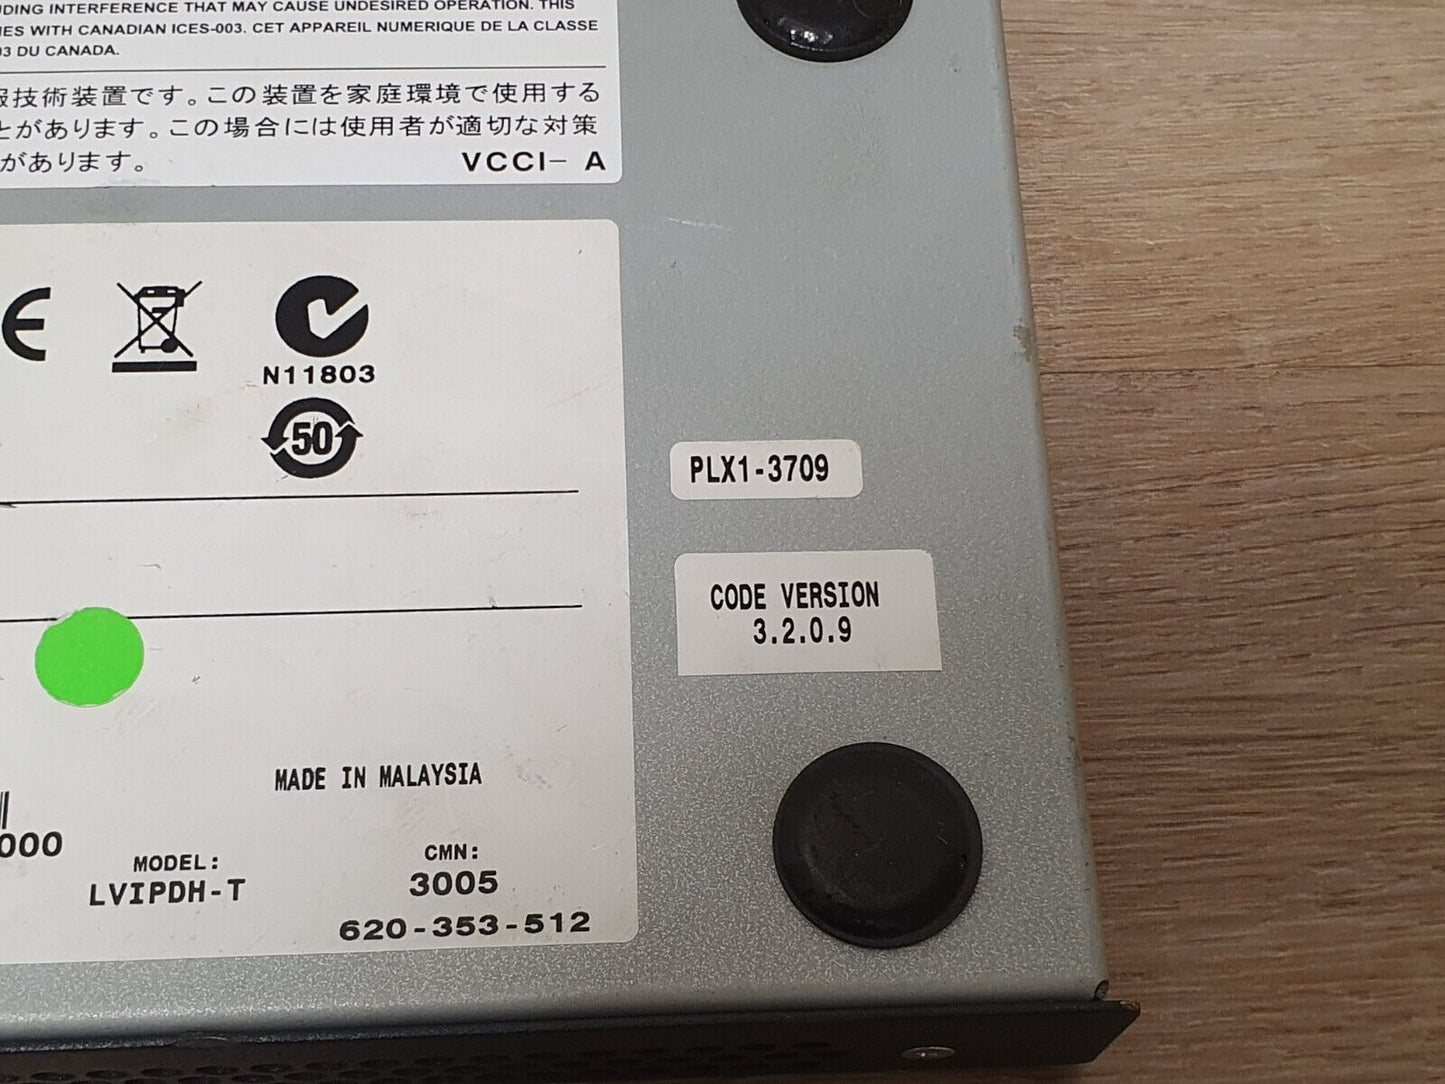 INTERFERENCE THAT MAY CAUSE UNDESIRED OPERATION. THIS
WITH CANADIAN ICES-003. CET APPAREIL NUMERIQUE DE LA CLASSE
DU CANADA.
技術装置です。この装置を家庭環境で使用する
とがあります。この場合には使用者が適切な対策
があります。
VCCI- A
CE
N11803
50
PLX1-3709
CODE VERSION
3.2.0.9
MADE IN MALAYSIA
000
MODEL:
LVIPDH-T
CMN:
3005
620-353-512